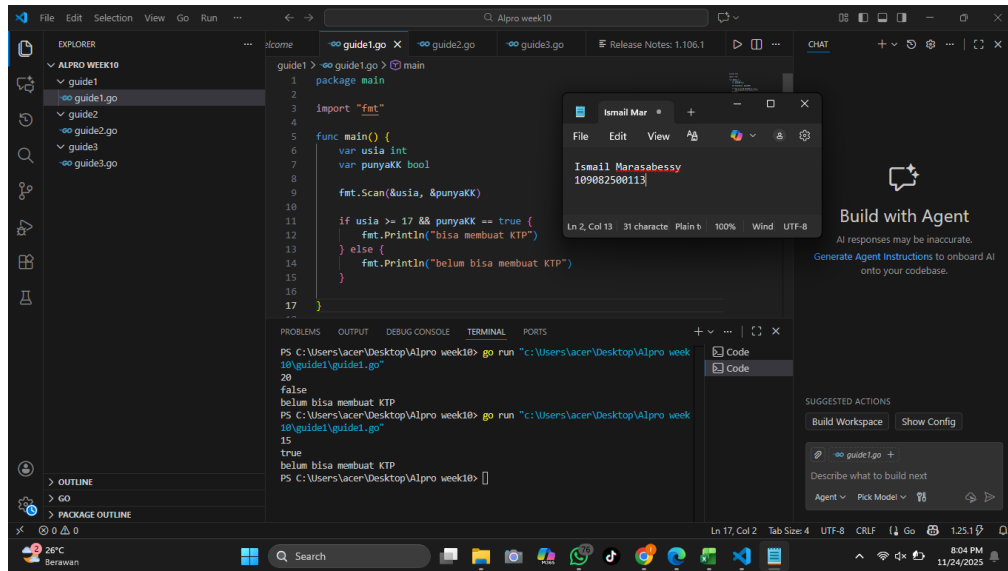 File Edit Selection View Go Run ...
Alpro week10
EXPLORER
ALPRO WEEK10
guide1
guide1.go
guide2
guide2.go
guide3
guide3.go
OUTLINE
GO
PACKAGE OUTLINE
elcome guide1.go guide2.go guide3.go Release Notes: 1.106.1
guide1 > guide1.go > main
1 package main
2
3 import "fmt"
4
5 func main() {
6 var usia int
7 var punyaKK bool
8
9 fmt.Scan(&usia, &punyaKK)
10
11 if usia >= 17 && punyaKK == true {
12 fmt.Println("bisa membuat KTP")
13 } else {
14 fmt.Println("belum bisa membuat KTP")
15 }
16
17 }
Ismail Mar
File Edit View
Ismail Marasabessy
109082500113
Ln 2, Col 13 31 characte Plain t 100% Wind UTF-8
PROBLEMS OUTPUT DEBUG CONSOLE TERMINAL PORTS
PS C:\Users\acer\Desktop\Alpro week10> go run "c:\Users\acer\Desktop\Alpro week
10\guide1\guide1.go"
20
false
belum bisa membuat KTP
PS C:\Users\acer\Desktop\Alpro week10> go run "c:\Users\acer\Desktop\Alpro week
10\guide1\guide1.go"
15
true
belum bisa membuat KTP
PS C:\Users\acer\Desktop\Alpro week10>
Code
Code
CHAT
Build with Agent
AI responses may be inaccurate.
Generate Agent Instructions to onboard AI
onto your codebase.
SUGGESTED ACTIONS
Build Workspace Show Config
guide1.go
Describe what to build next
Agent Pick Model
0 0
Ln 17, Col 2 Tab Size: 4 UTF-8 CRLF Go 1.25.1
2
26°C
Berawan
Search
8:04 PM
11/24/2025